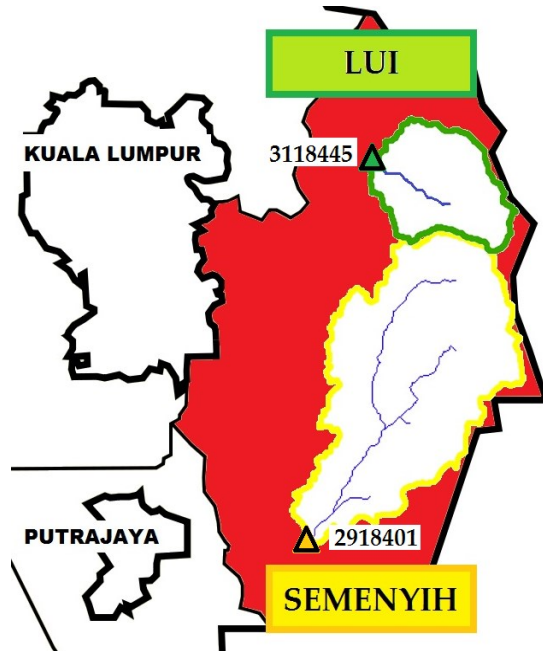 LUI
3118445
KUALA LUMPUR
2918401
PUTRAJAYA
SEMENYIH